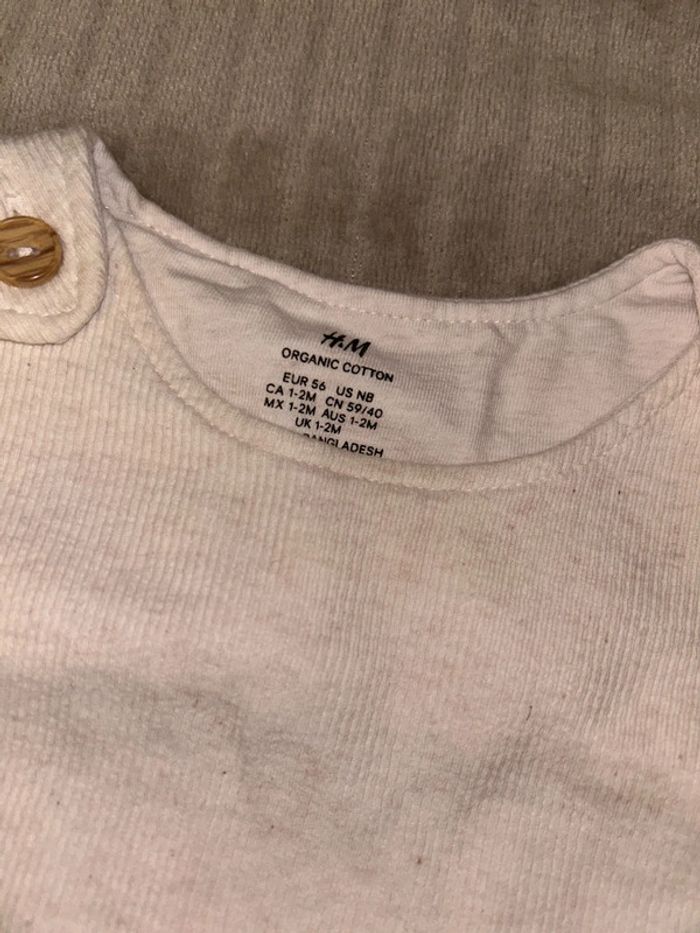 H&M
ORGANIC COTTON
EUR 56 US NB
CA 1-2M CN 59/40
MX 1-2M AUS 1-2M
UK 1-2M
BANGLADESH